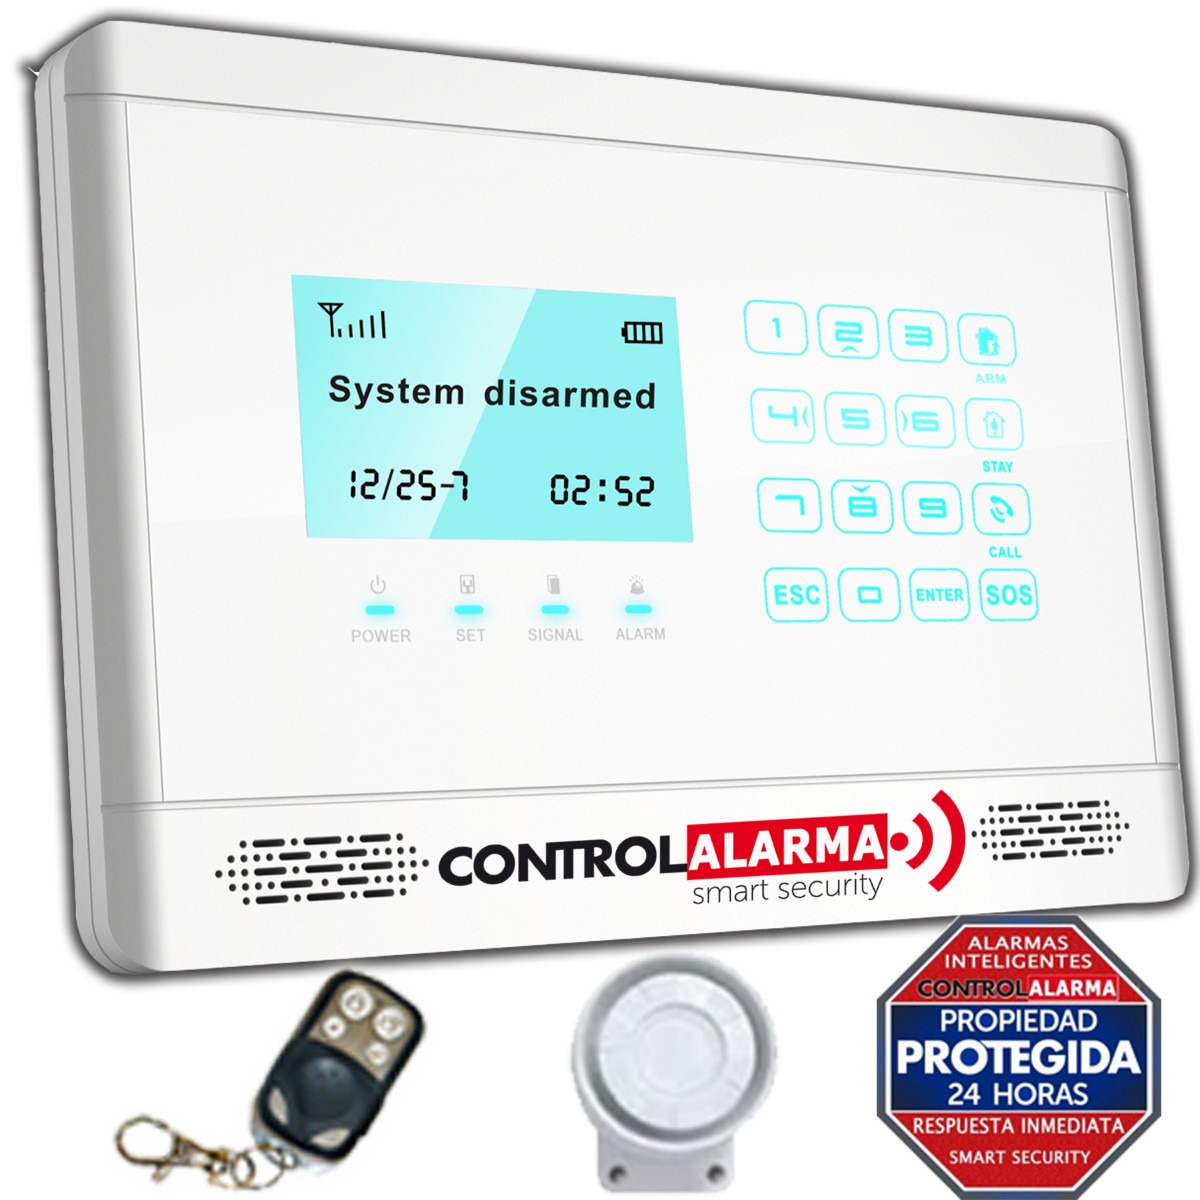 System disarmed
12/25-7 02:52
POWER SET SIGNAL ALARM
1 2 3
ARM
4 5 6
STAY
7 8 9
CALL
ESC 0 ENTER SOS
CONTROLALARMA
smart security
ALARMAS
INTELIGENTES
CONTROLALARMA
PROPIEDAD
PROTEGIDA
24 HORAS
RESPUESTA INMEDIATA
SMART SECURITY